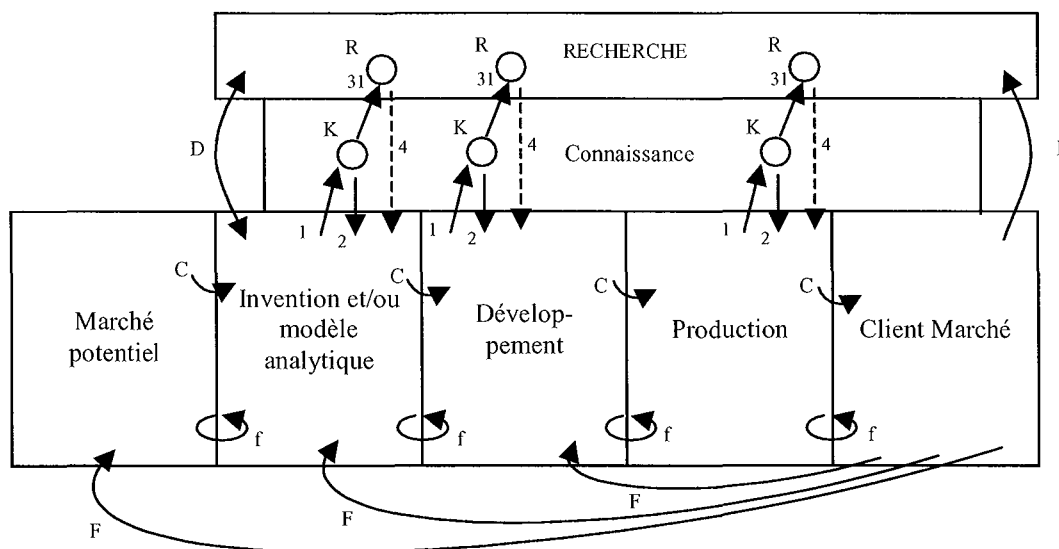 R R R
RECHERCHE
31 31 31
K K K
D 4 4 Connaissance 4
1 2 1 2 1 2
C C C C
Marché
potentiel
Invention et/ou
modèle
analytique
Dévelop-
pement
Production
Client Marché
f f f f
F F F